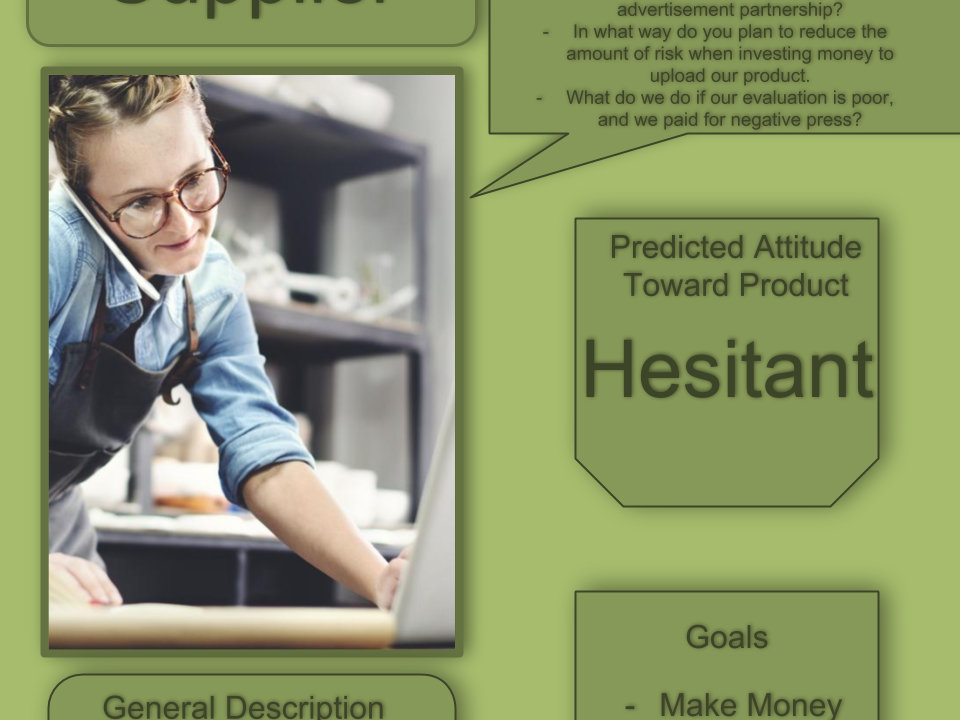 Supplier
advertisement partnership?
- In what way do you plan to reduce the
amount of risk when investing money to
upload our product.
- What do we do if our evaluation is poor,
and we paid for negative press?
Predicted Attitude
Toward Product
Hesitant
Goals
- Make Money
General Description